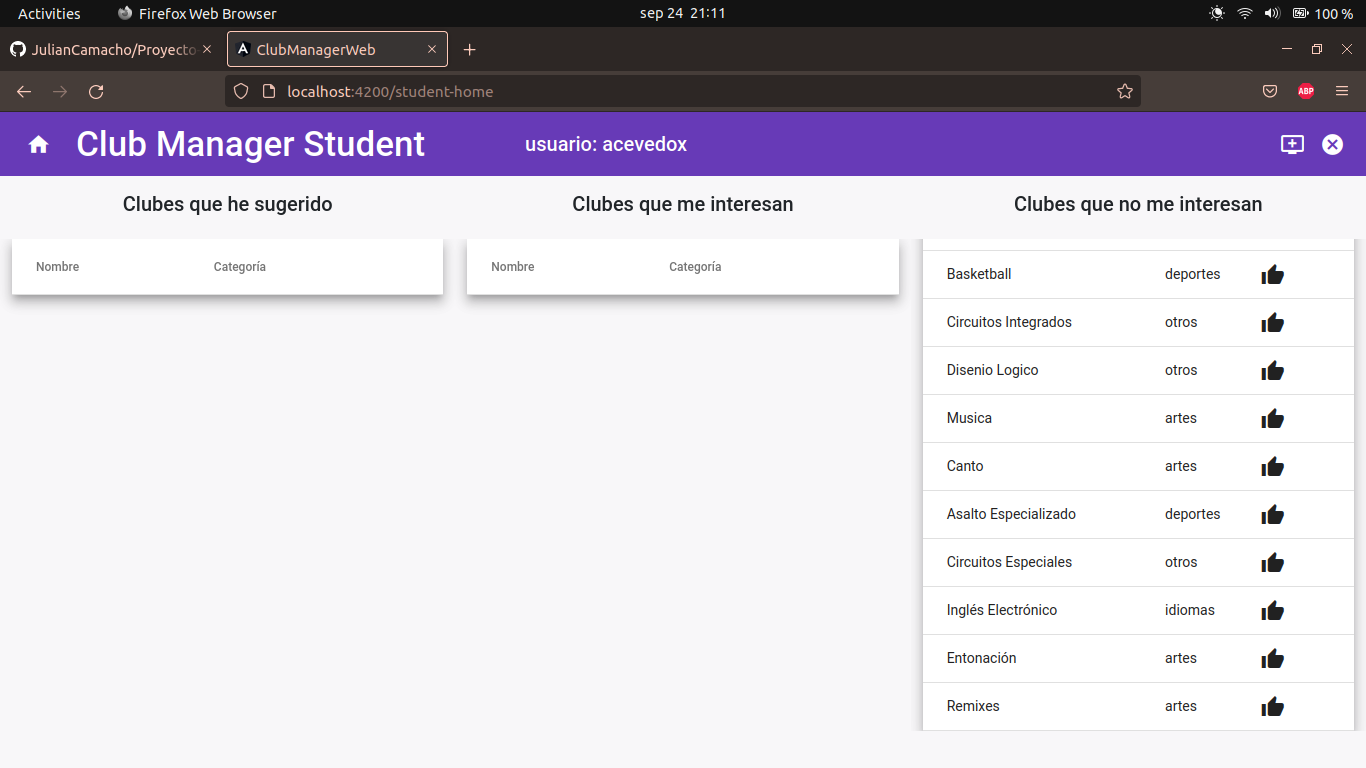 Activities Firefox Web Browser sep 24 21:11 100 %
JulianCamacho/Proyecto ClubManagerWeb
localhost:4200/student-home ABP
Club Manager Student usuario: acevedox
Clubes que he sugerido
Nombre Categoría
Clubes que me interesan
Nombre Categoría
Clubes que no me interesan
Basketball deportes
Circuitos Integrados otros
Disenio Logico otros
Musica artes
Canto artes
Asalto Especializado deportes
Circuitos Especiales otros
Inglés Electrónico idiomas
Entonación artes
Remixes artes